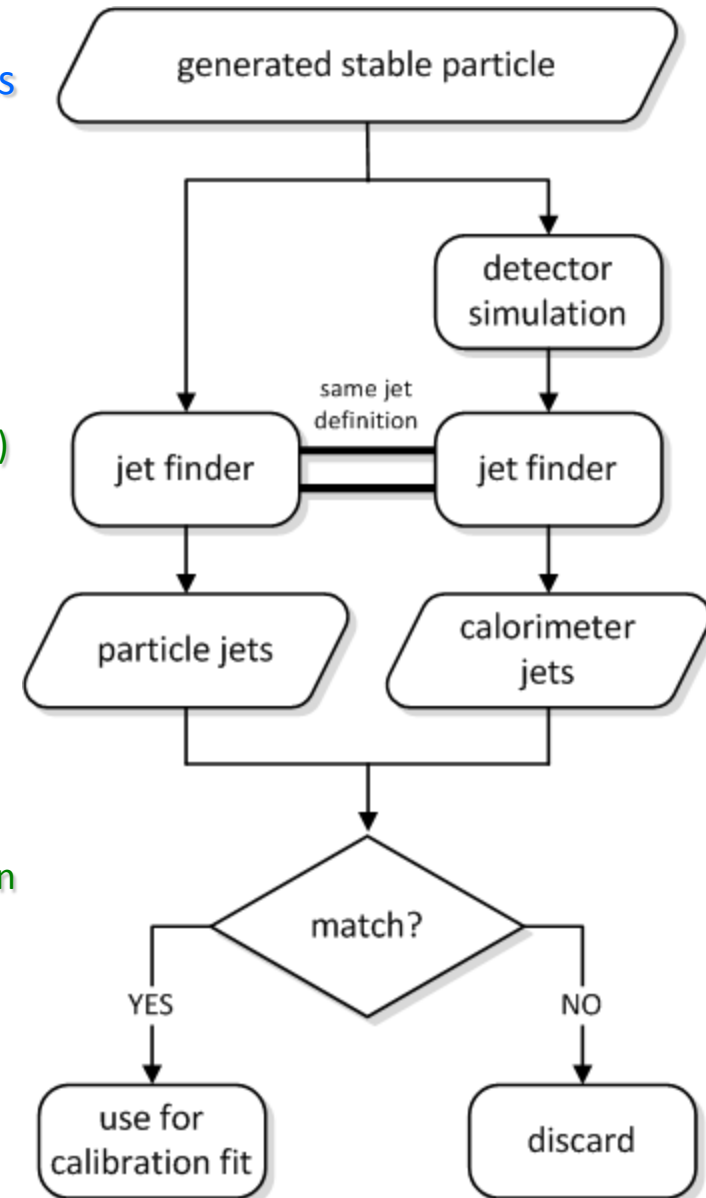 generated stable particle
s
detector
simulation
same jet
definition
)
jet finder
jet finder
particle jets
calorimeter
jets
n
match?
YES
NO
use for
calibration fit
discard